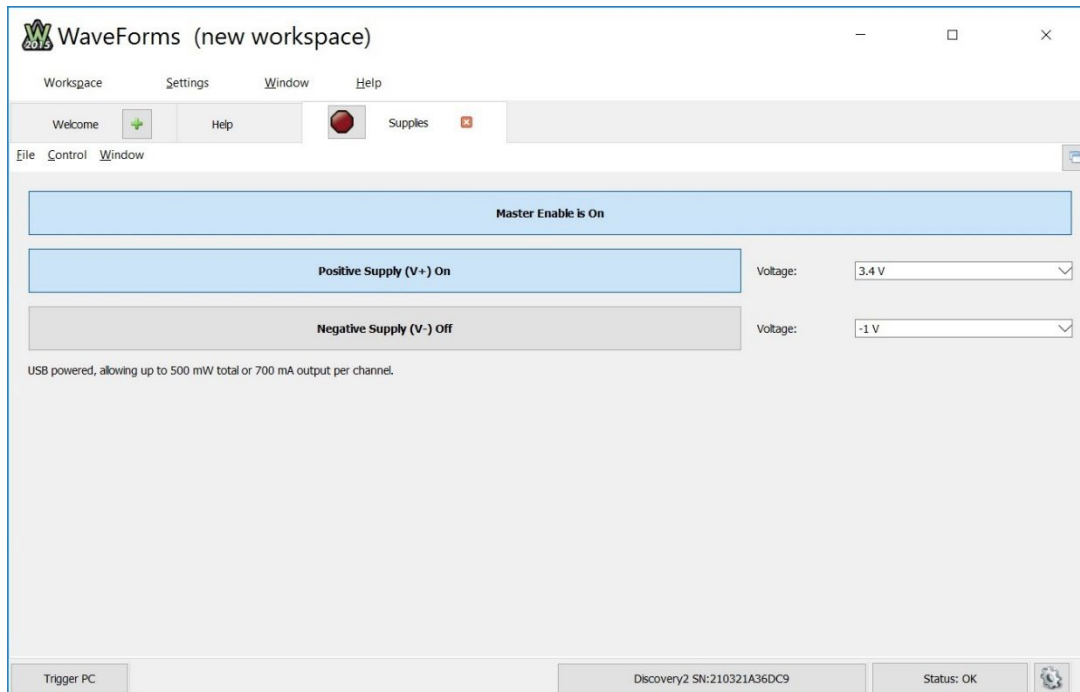 W
2015
WaveForms (new workspace)
Workspace Settings Window Help
Welcome Help Supplies
File Control Window
Master Enable is On
Positive Supply (V+) On Voltage: 3.4 V
Negative Supply (V-) Off Voltage: -1 V
USB powered, allowing up to 500 mW total or 700 mA output per channel.
Trigger PC Discovery2 SN:210321A36DC9 Status: OK